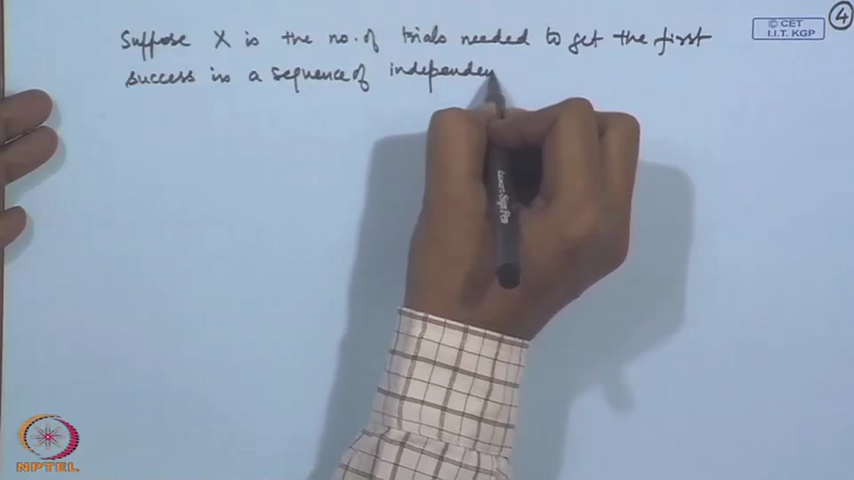 Suppose X is the no. of trials needed to get the first
success in a sequence of independen
© CET
I.I.T. KGP
4
NPTEL